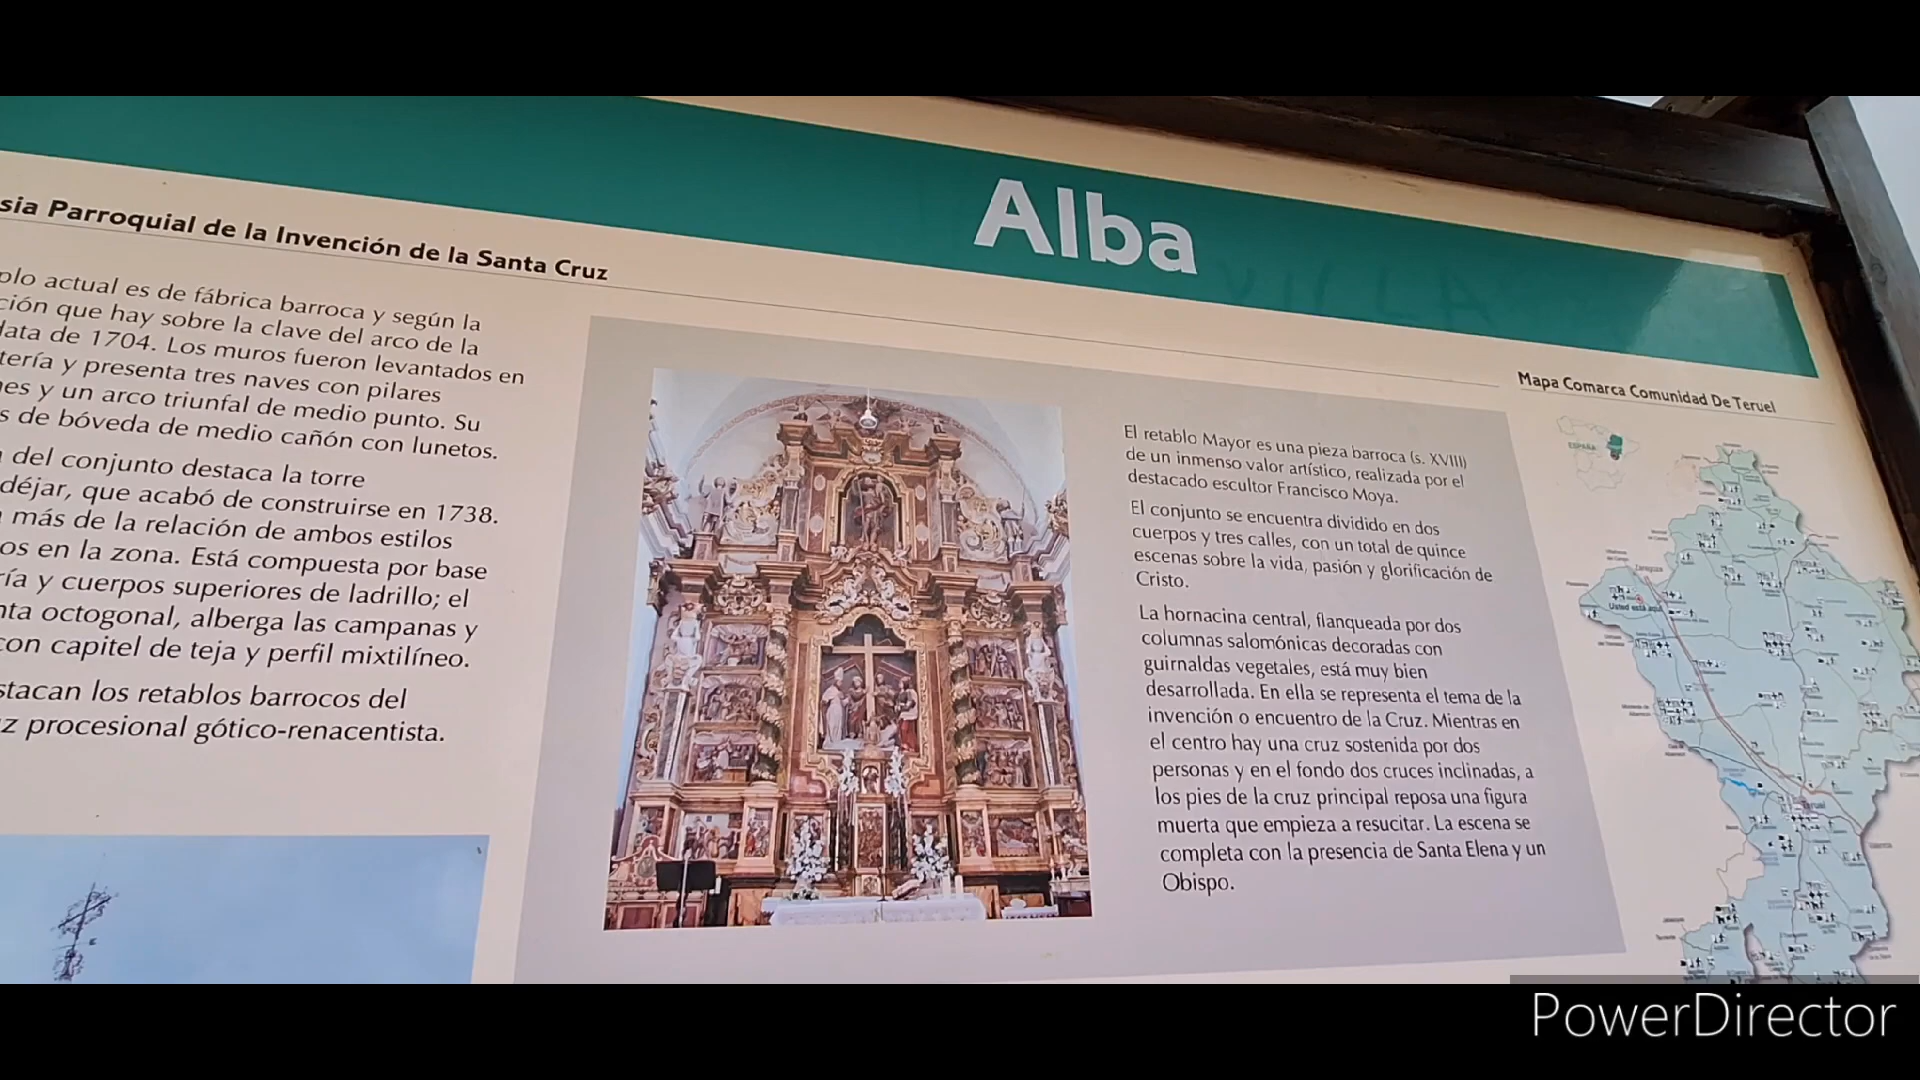 Alba
Parroquial de la Invención de la Santa Cruz
actual es de fábrica barroca y según la
que hay sobre la clave del arco de la
de 1704. Los muros fueron levantados en
y presenta tres naves con pilares
y un arco triunfal de medio punto. Su
de bóveda de medio cañón con lunetos.
del conjunto destaca la torre
que acabó de construirse en 1738.
más de la relación de ambos estilos
en la zona. Está compuesta por base
y cuerpos superiores de ladrillo; el
octogonal, alberga las campanas y
con capitel de teja y perfil mixtilíneo.
los retablos barrocos del
procesional gótico-renacentista.
El retablo Mayor es una pieza barroca (s. XVIII)
de un inmenso valor artístico, realizada por el
destacado escultor Francisco Moya.
El conjunto se encuentra dividido en dos
cuerpos y tres calles, con un total de quince
escenas sobre la vida, pasión y glorificación de
Cristo.
La hornacina central, flanqueada por dos
columnas salomónicas decoradas con
guirnaldas vegetales, está muy bien
desarrollada. En ella se representa el tema de la
invención o encuentro de la Cruz. Mientras en
el centro hay una cruz sostenida por dos
personas y en el fondo dos cruces inclinadas, a
los pies de la cruz principal reposa una figura
muerta que empieza a resucitar. La escena se
completa con la presencia de Santa Elena y un
Obispo.
Mapa Comarca Comunidad De Teruel
ESPAÑA
Zaragoza
Usted está aquí
Teruel
PowerDirector